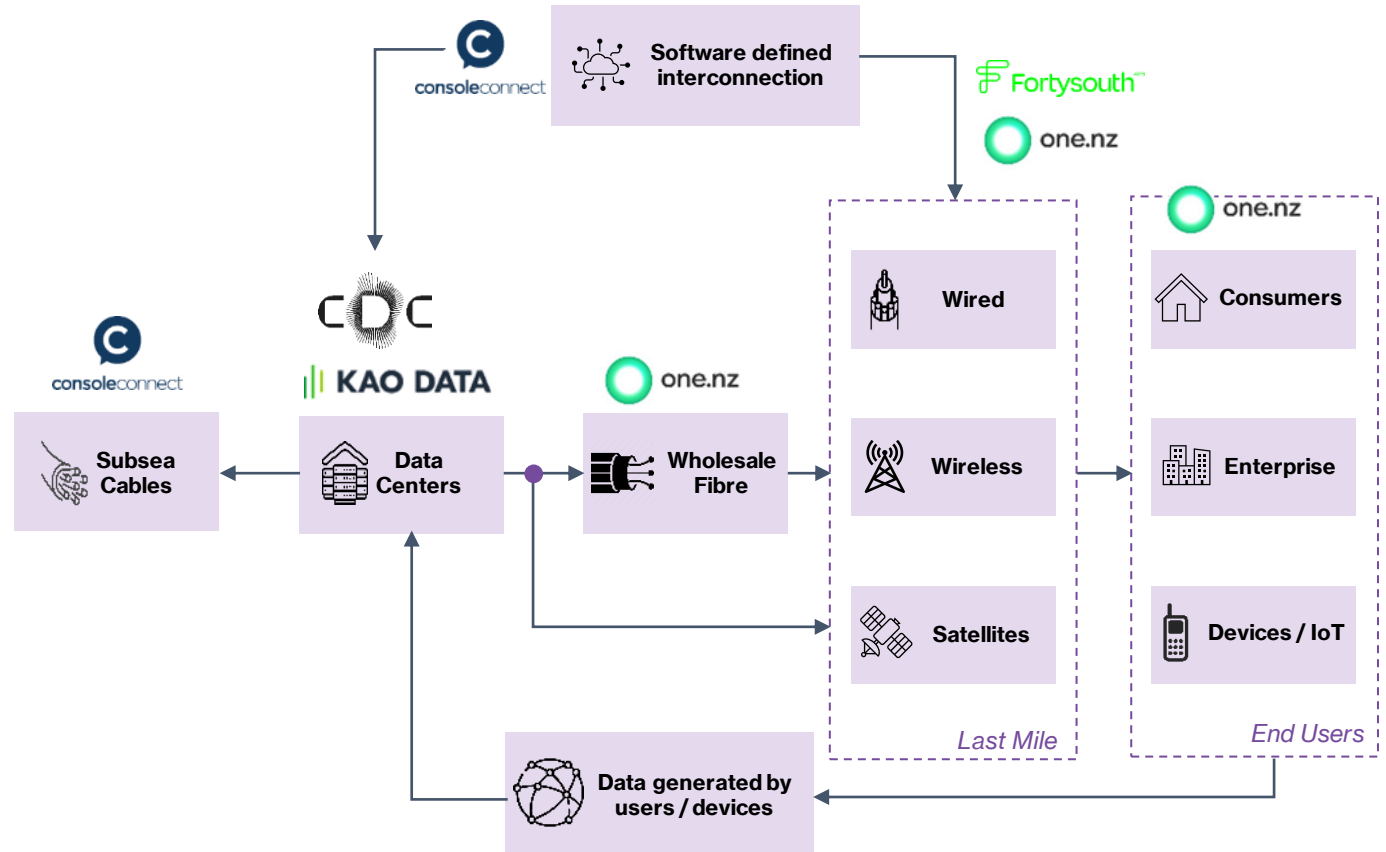 C
consoleconnect
Software defined
interconnection
Fortysouth
one.nz
one.nz
Wired
Consumers
CDC
C
consoleconnect
KAO DATA
one.nz
Subsea
Cables
Data
Centers
Wholesale
Fibre
Wireless
Enterprise
Satellites
Devices / IoT
Last Mile
End Users
Data generated by
users / devices